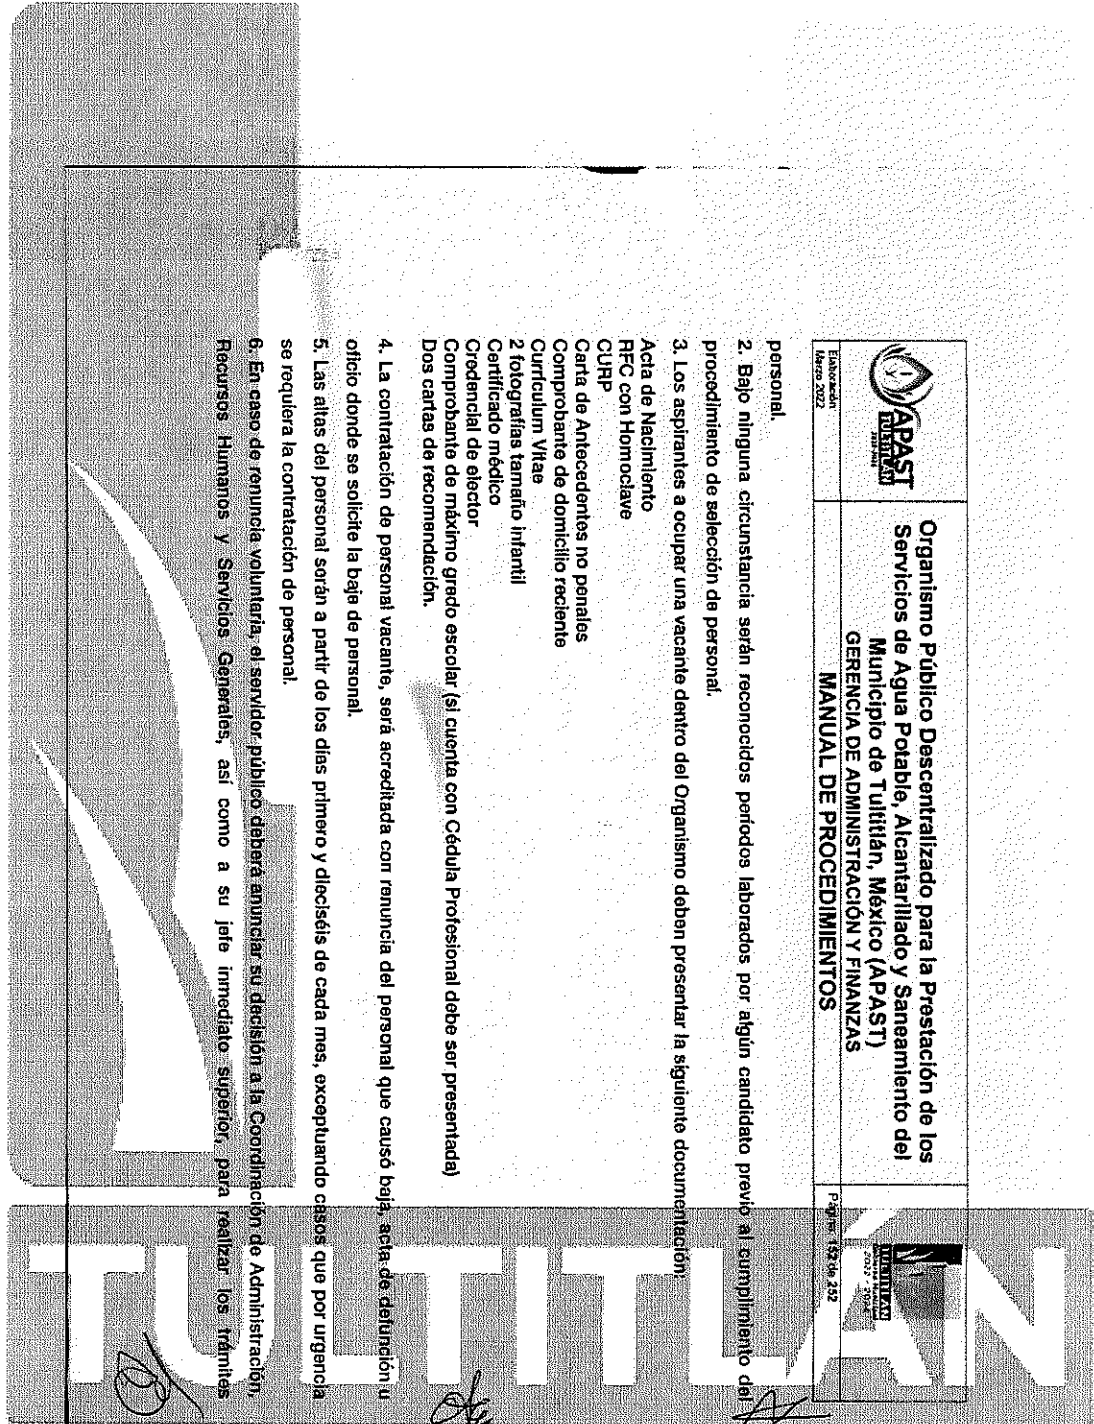 APAST
TULTITLÁN
Organismo Público Descentralizado para la Prestación de los
Servicios de Agua Potable, Alcantarillado y Saneamiento del
Municipio de Tultitlán, México (APAST)
GERENCIA DE ADMINISTRACIÓN Y FINANZAS
MANUAL DE PROCEDIMIENTOS
TULTITLÁN
2022 - 2024
Elaboración:
Marzo 2022
Página 152 de 252
personal.
2. Bajo ninguna circunstancia serán reconocidos períodos laborados por algún candidato previo al cumplimiento del
procedimiento de selección de personal.
3. Los aspirantes a ocupar una vacante dentro del Organismo deben presentar la siguiente documentación:
Acta de Nacimiento
RFC con Homoclave
CURP
Carta de Antecedentes no penales
Comprobante de domicilio reciente
Currículum Vitae
2 fotografías tamaño infantil
Certificado médico
Credencial de elector
Comprobante de máximo grado escolar (si cuenta con Cédula Profesional debe ser presentada)
Dos cartas de recomendación.
4. La contratación de personal vacante, será acreditada con renuncia del personal que causó baja, acta de defunción u
oficio donde se solicite la baje de personal.
5. Las altas del personal serán a partir de los días primero y dieciséis de cada mes, exceptuando casos que por urgencia
se requiera la contratación de personal.
6. En caso de renuncia voluntaria, el servidor público deberá anunciar su decisión a la Coordinación de Administración,
Recursos Humanos y Servicios Generales, así como a su jefe inmediato superior, para realizar los trámites
TULTITLÁN